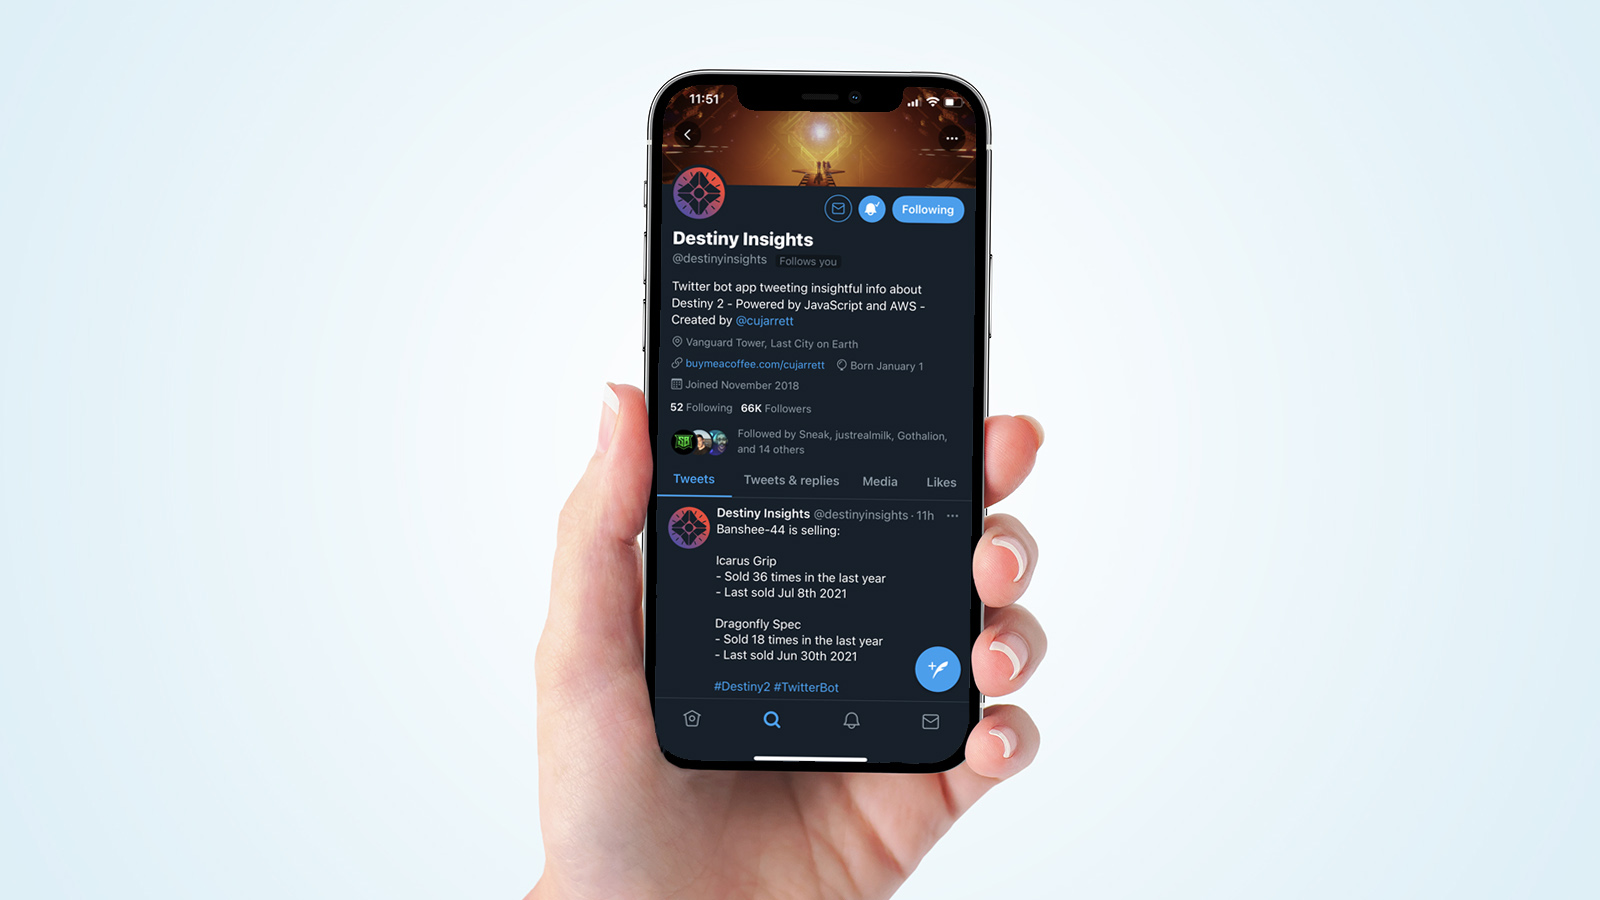 11:51
Following
Destiny Insights
@destinyinsights Follows you
Twitter bot app tweeting insightful info about
Destiny 2 - Powered by JavaScript and AWS -
Created by @cujarrett
Vanguard Tower, Last City on Earth
buymeacoffee.com/cujarrett Born January 1
Joined November 2018
52 Following 66K Followers
SB
Followed by Sneak, justrealmilk, Gothalion,
and 14 others
Tweets Tweets & replies Media Likes
Destiny Insights @destinyinsights · 11h
Banshee-44 is selling:
Icarus Grip
- Sold 36 times in the last year
- Last sold Jul 8th 2021
Dragonfly Spec
- Sold 18 times in the last year
- Last sold Jun 30th 2021
#Destiny2 #TwitterBot